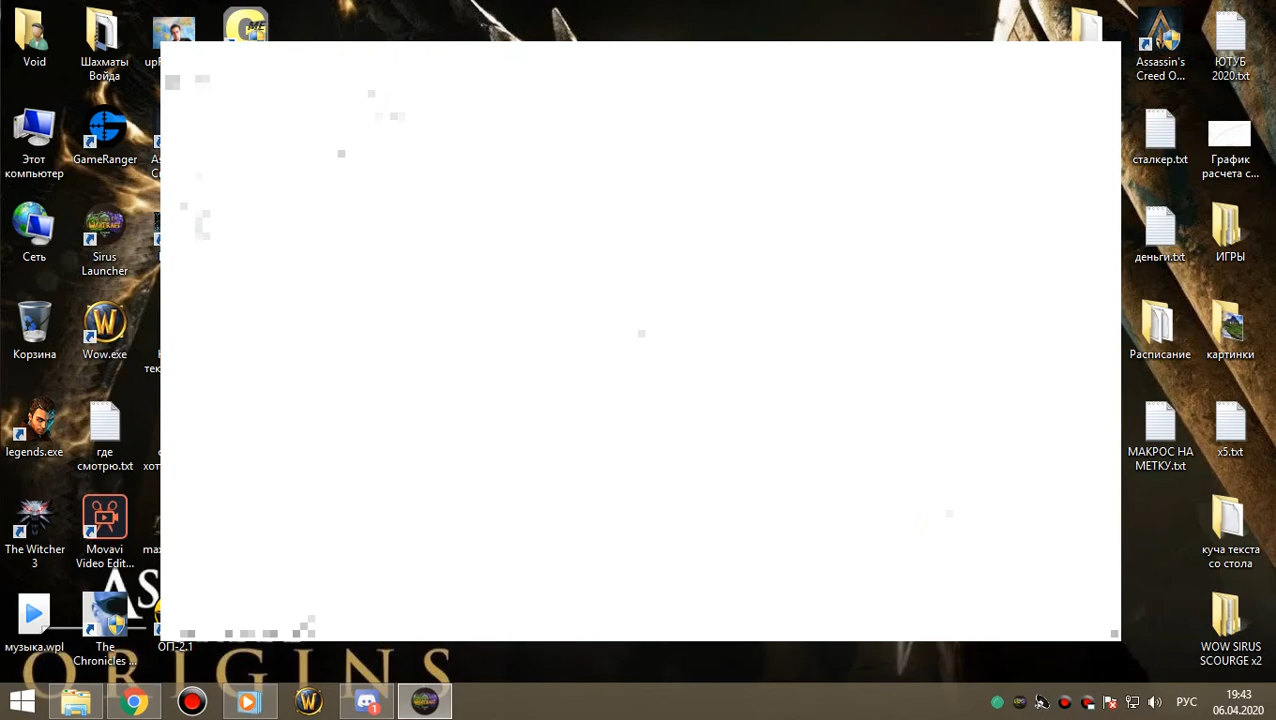 Void
Шахматы
Войда
Assassin's
Creed O...
ЮТУБ
2020.txt
Этот
компьютер
GameRanger
сталкер.txt
График
расчета с...
Сеть
Sirus
Launcher
деньги.txt
ИГРЫ
Корзина
Wow.exe
Расписание
картинки
legends.exe
где
смотрю.txt
МАКРОС НА
МЕТКУ.txt
x5.txt
The Witcher
3
Movavi
Video Edit...
куча текста
со стола
музыка.wpl
The
Chronicles ...
ОП-2.1
WOW SIRUS
SCOURGE x2
ORIGINS
1
РУС
19:43
06.04.2020